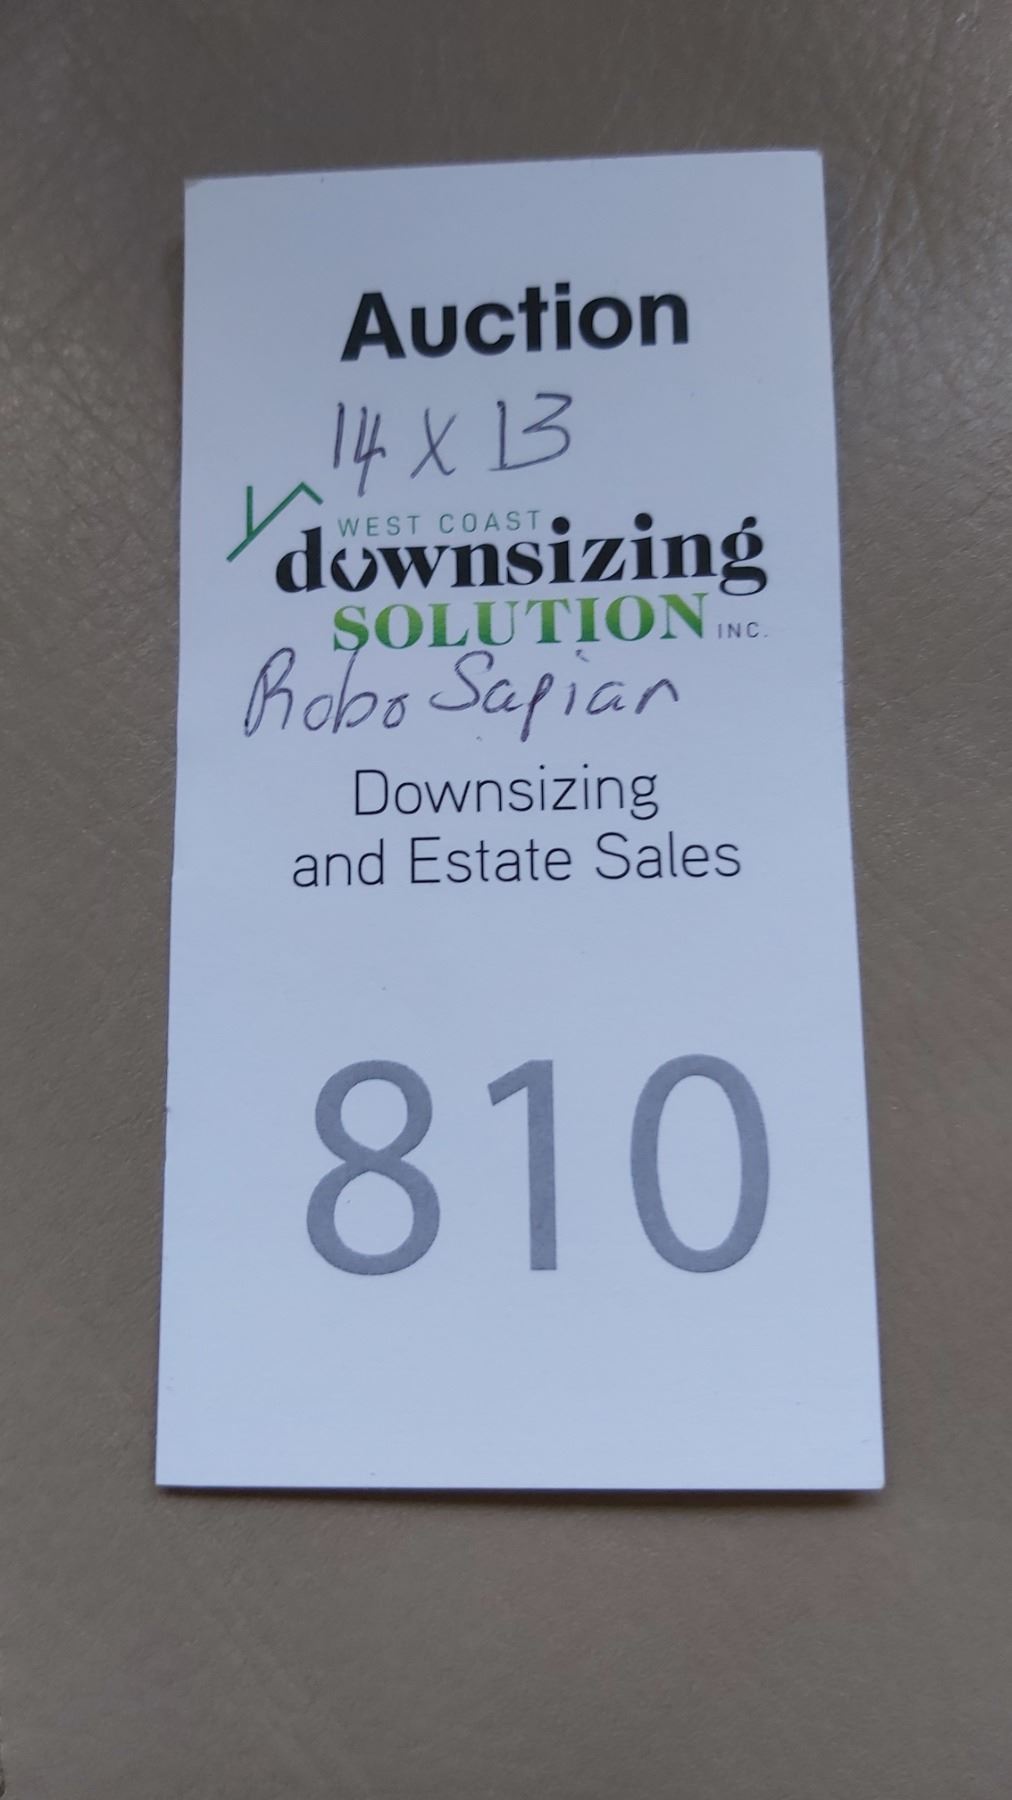 Auction
14 x 13
WEST COAST
downsizing
SOLUTION INC.
Robo Sapian
Downsizing
and Estate Sales
810